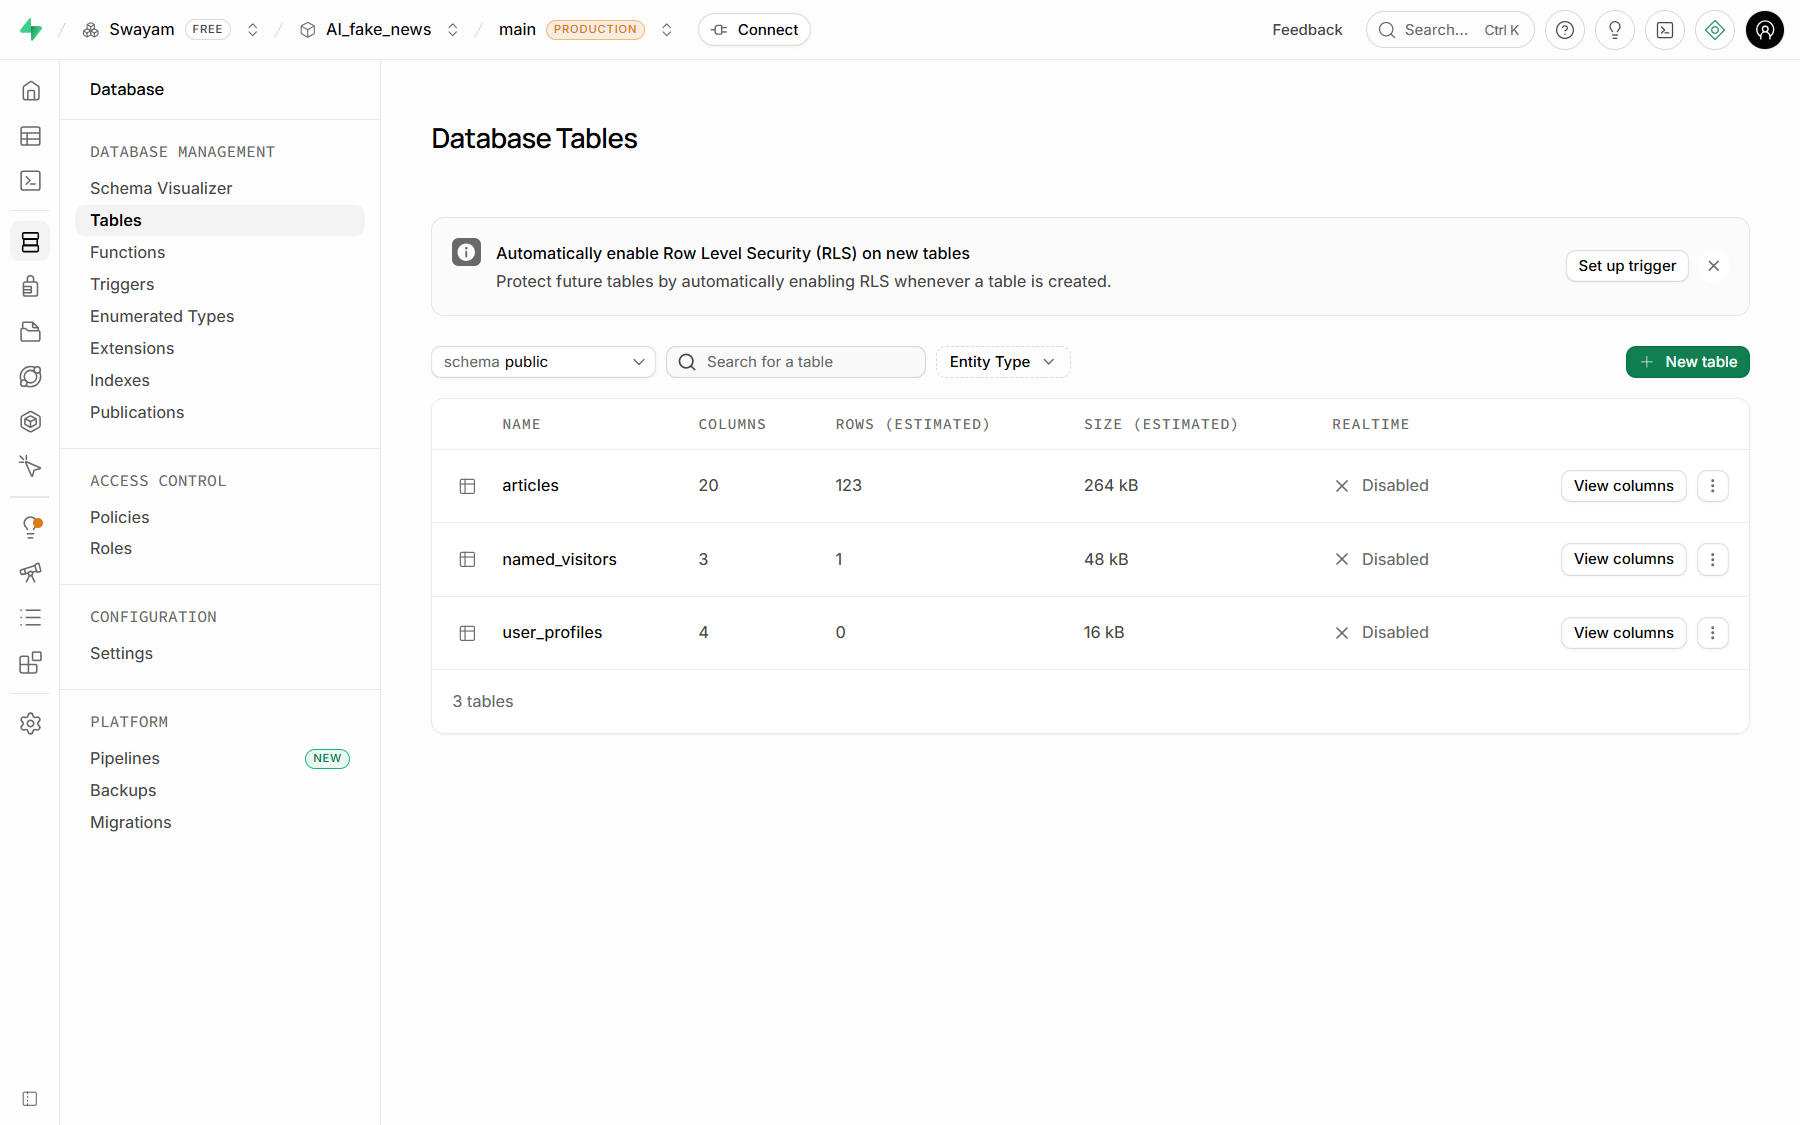 Swayam FREE AI_fake_news main PRODUCTION Connect Feedback Search... Ctrl K
Database
DATABASE MANAGEMENT
Schema Visualizer
Tables
Functions
Triggers
Enumerated Types
Extensions
Indexes
Publications
ACCESS CONTROL
Policies
Roles
CONFIGURATION
Settings
PLATFORM
Pipelines NEW
Backups
Migrations
Database Tables
Automatically enable Row Level Security (RLS) on new tables
Protect future tables by automatically enabling RLS whenever a table is created.
Set up trigger
schema public Search for a table Entity Type New table
NAME COLUMNS ROWS (ESTIMATED) SIZE (ESTIMATED) REALTIME
articles 20 123 264 kB Disabled View columns
named_visitors 3 1 48 kB Disabled View columns
user_profiles 4 0 16 kB Disabled View columns
3 tables